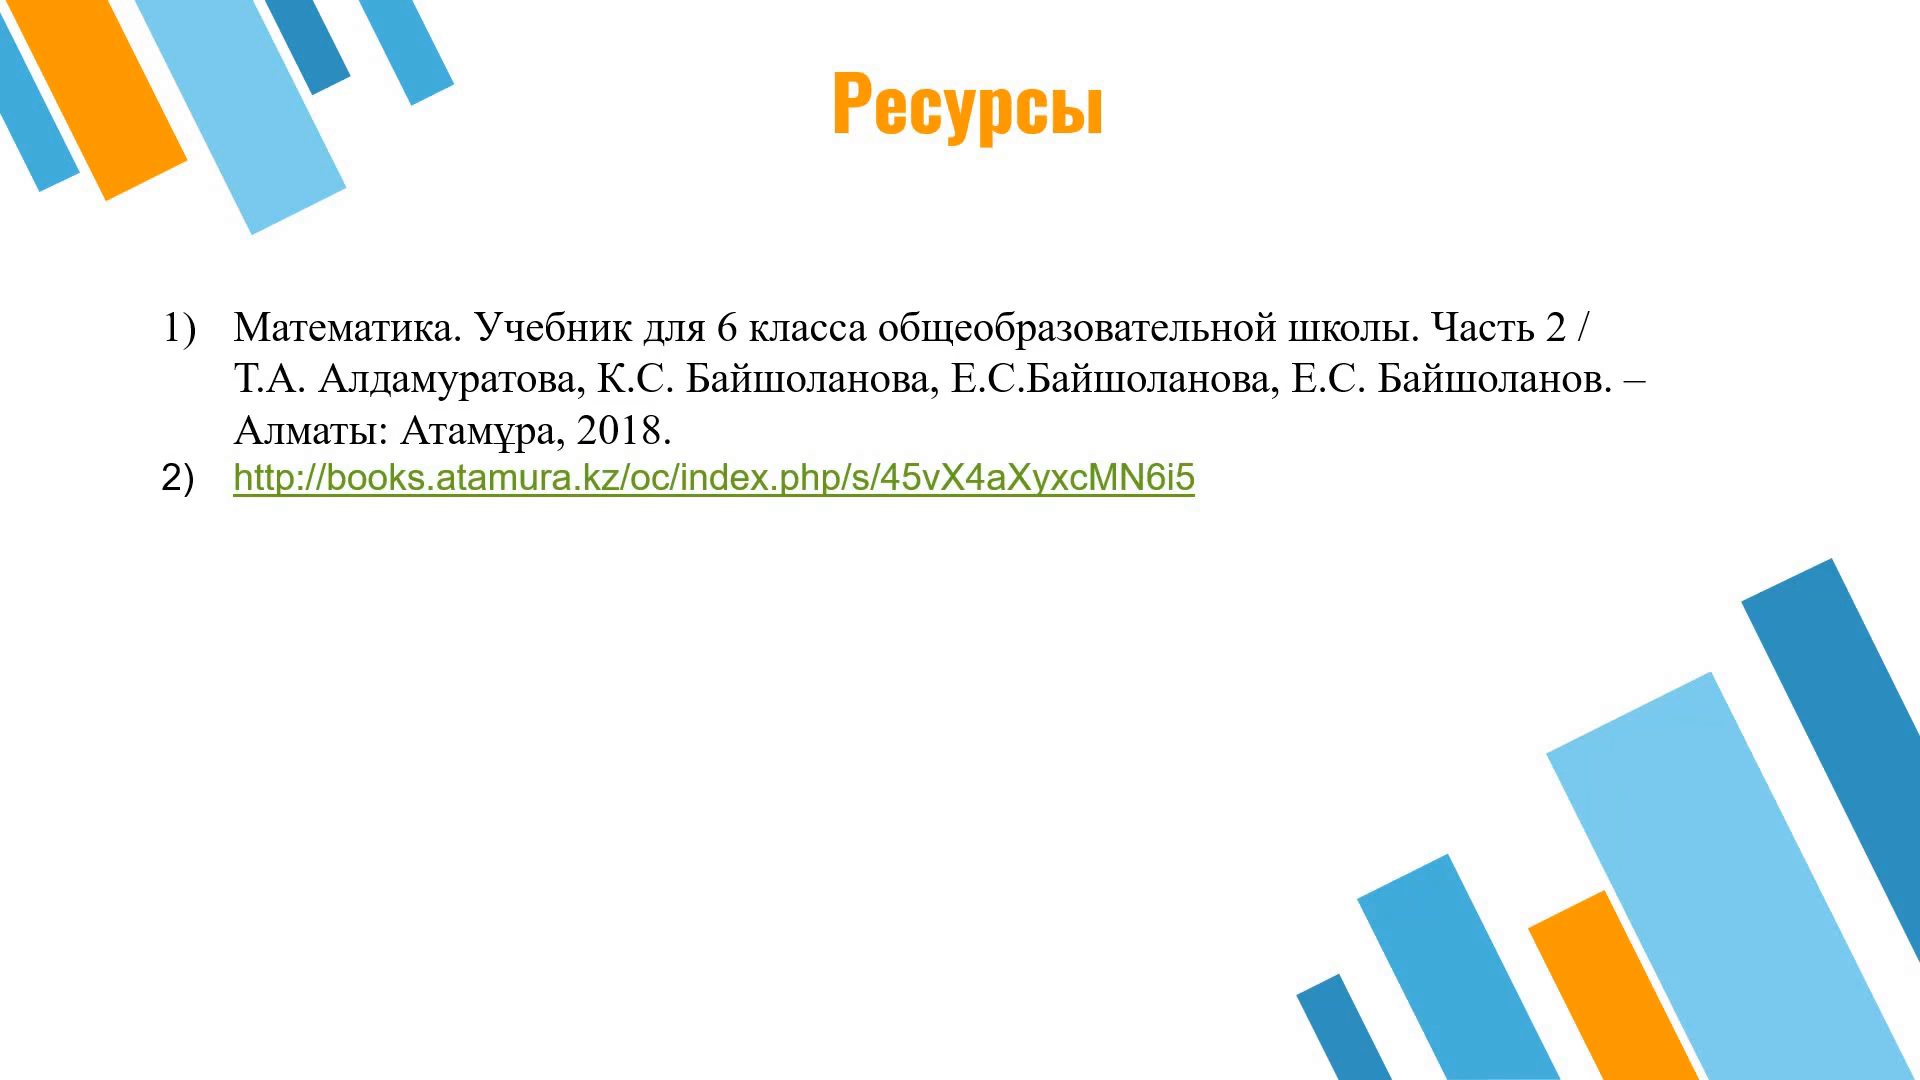 Ресурсы
1) Математика. Учебник для 6 класса общеобразовательной школы. Часть 2 /
Т.А. Алдамуратова, К.С. Байшоланова, Е.С.Байшоланова, Е.С. Байшоланов. –
Алматы: Атамұра, 2018.
2) http://books.atamura.kz/oc/index.php/s/45vX4aXyxcMN6i5